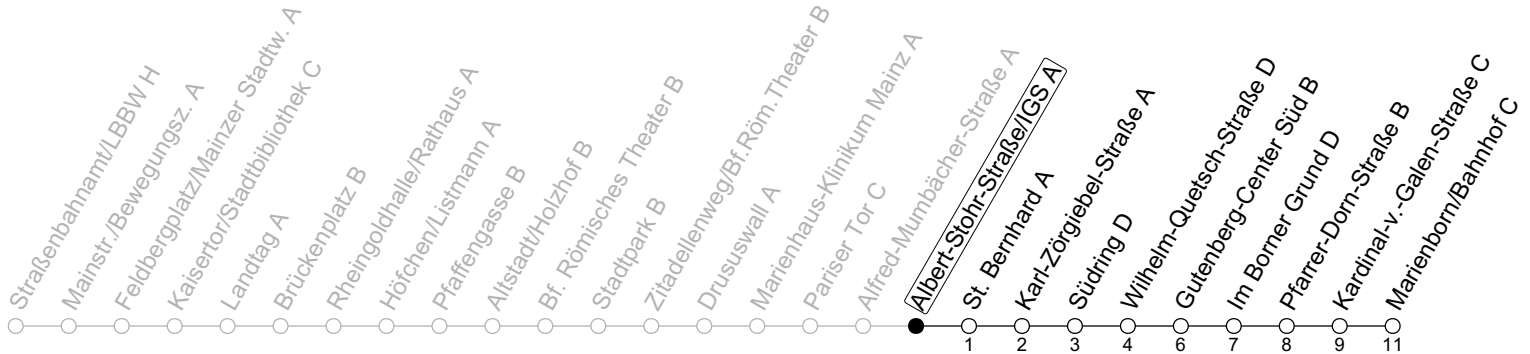 Straßenbahnamt/LBBW H
Mainstr./Bewegungsz. A
Feldbergplatz/Mainzer Stadtw. A
Kaisertor/Stadtbibliothek C
Landtag A
Brückenplatz B
Rheingoldhalle/Rathaus A
Höfchen/Listmann A
Pfaffengasse B
Altstadt/Holzhof B
Bf. Römisches Theater B
Stadtpark B
Zitadellenweg/Bf.Röm.Theater B
Drususwall A
Marienhaus-Klinikum Mainz A
Pariser Tor C
Alfred-Mumbächer-Straße A
Albert-Stohr-Straße/IGS A
St. Bernhard A
Karl-Zörgiebel-Straße A
Südring D
Wilhelm-Quetsch-Straße D
Gutenberg-Center Süd B
Im Borner Grund D
Pfarrer-Dorn-Straße B
Kardinal-v.-Galen-Straße C
Marienborn/Bahnhof C
1 2 3 4 6 7 8 9 11